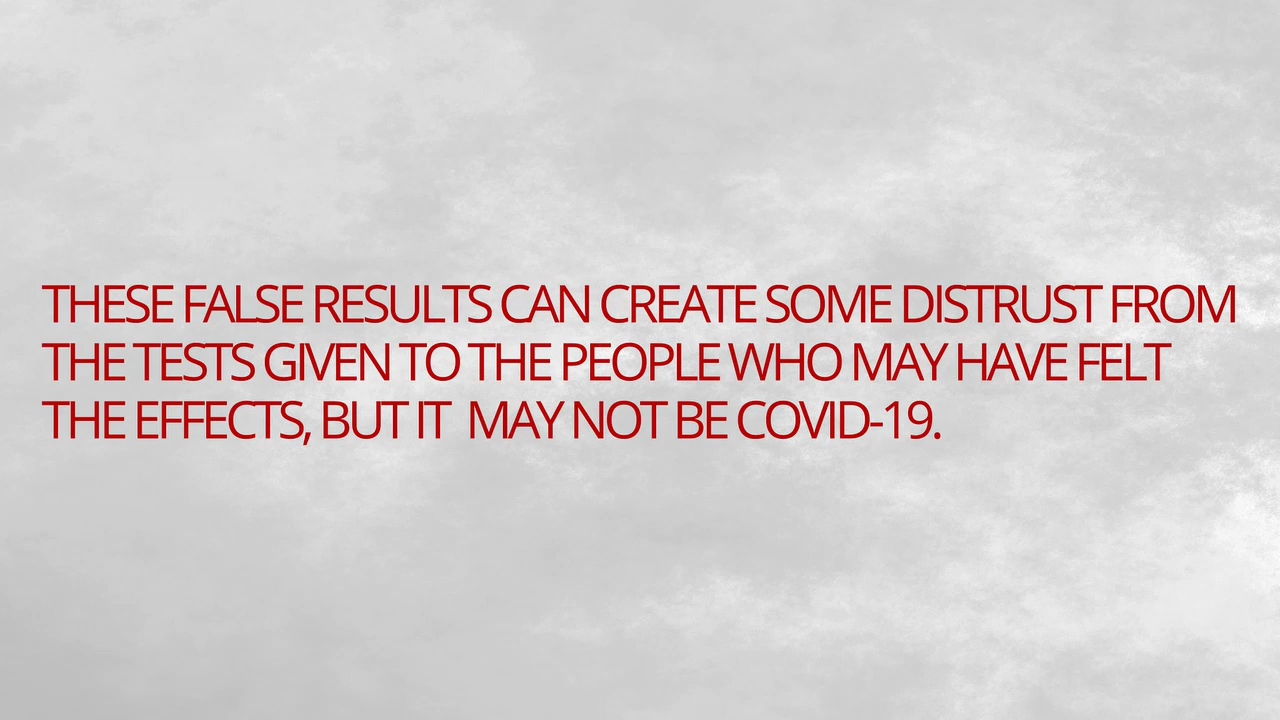 THESE FALSE RESULTS CAN CREATE SOME DISTRUST FROM
THE TESTS GIVEN TO THE PEOPLE WHO MAY HAVE FELT
THE EFFECTS, BUT IT  MAY NOT BE COVID-19.